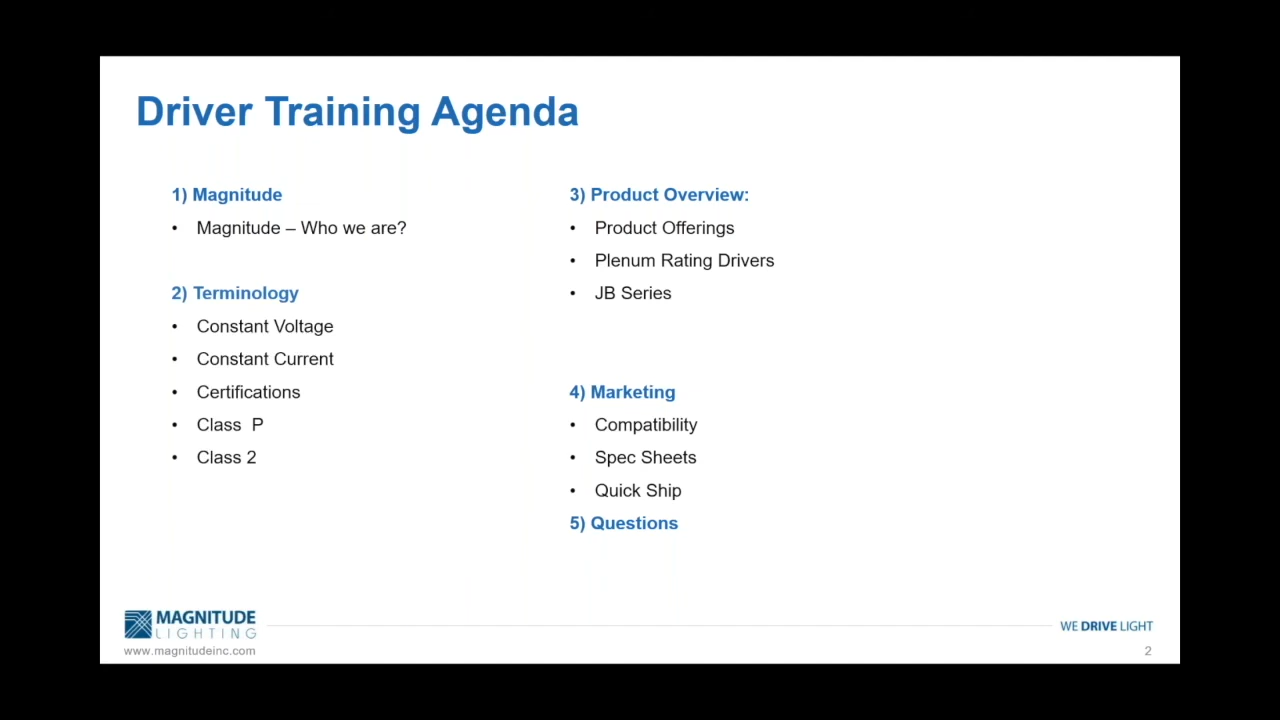 Driver Training Agenda
1) Magnitude
• Magnitude – Who we are?
2) Terminology
• Constant Voltage
• Constant Current
• Certifications
• Class  P
• Class 2
3) Product Overview:
• Product Offerings
• Plenum Rating Drivers
• JB Series
4) Marketing
• Compatibility
• Spec Sheets
• Quick Ship
5) Questions
MAGNITUDE
LIGHTING
www.magnitudeinc.com
WE DRIVE LIGHT
2